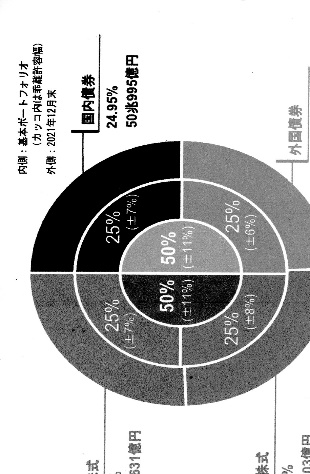 内側:基本ポートフォリオ
(カッコ内は乖離許容幅)
外側:2021年12月末
国内債券
24.95%
50兆995億円
外国債券
25%
(±7%)
25%
(±6%)
50%
(±11%)
50%
(±11%)
25%
(±7%)
25%
(±8%)
式
631億円
株式
%
03億円